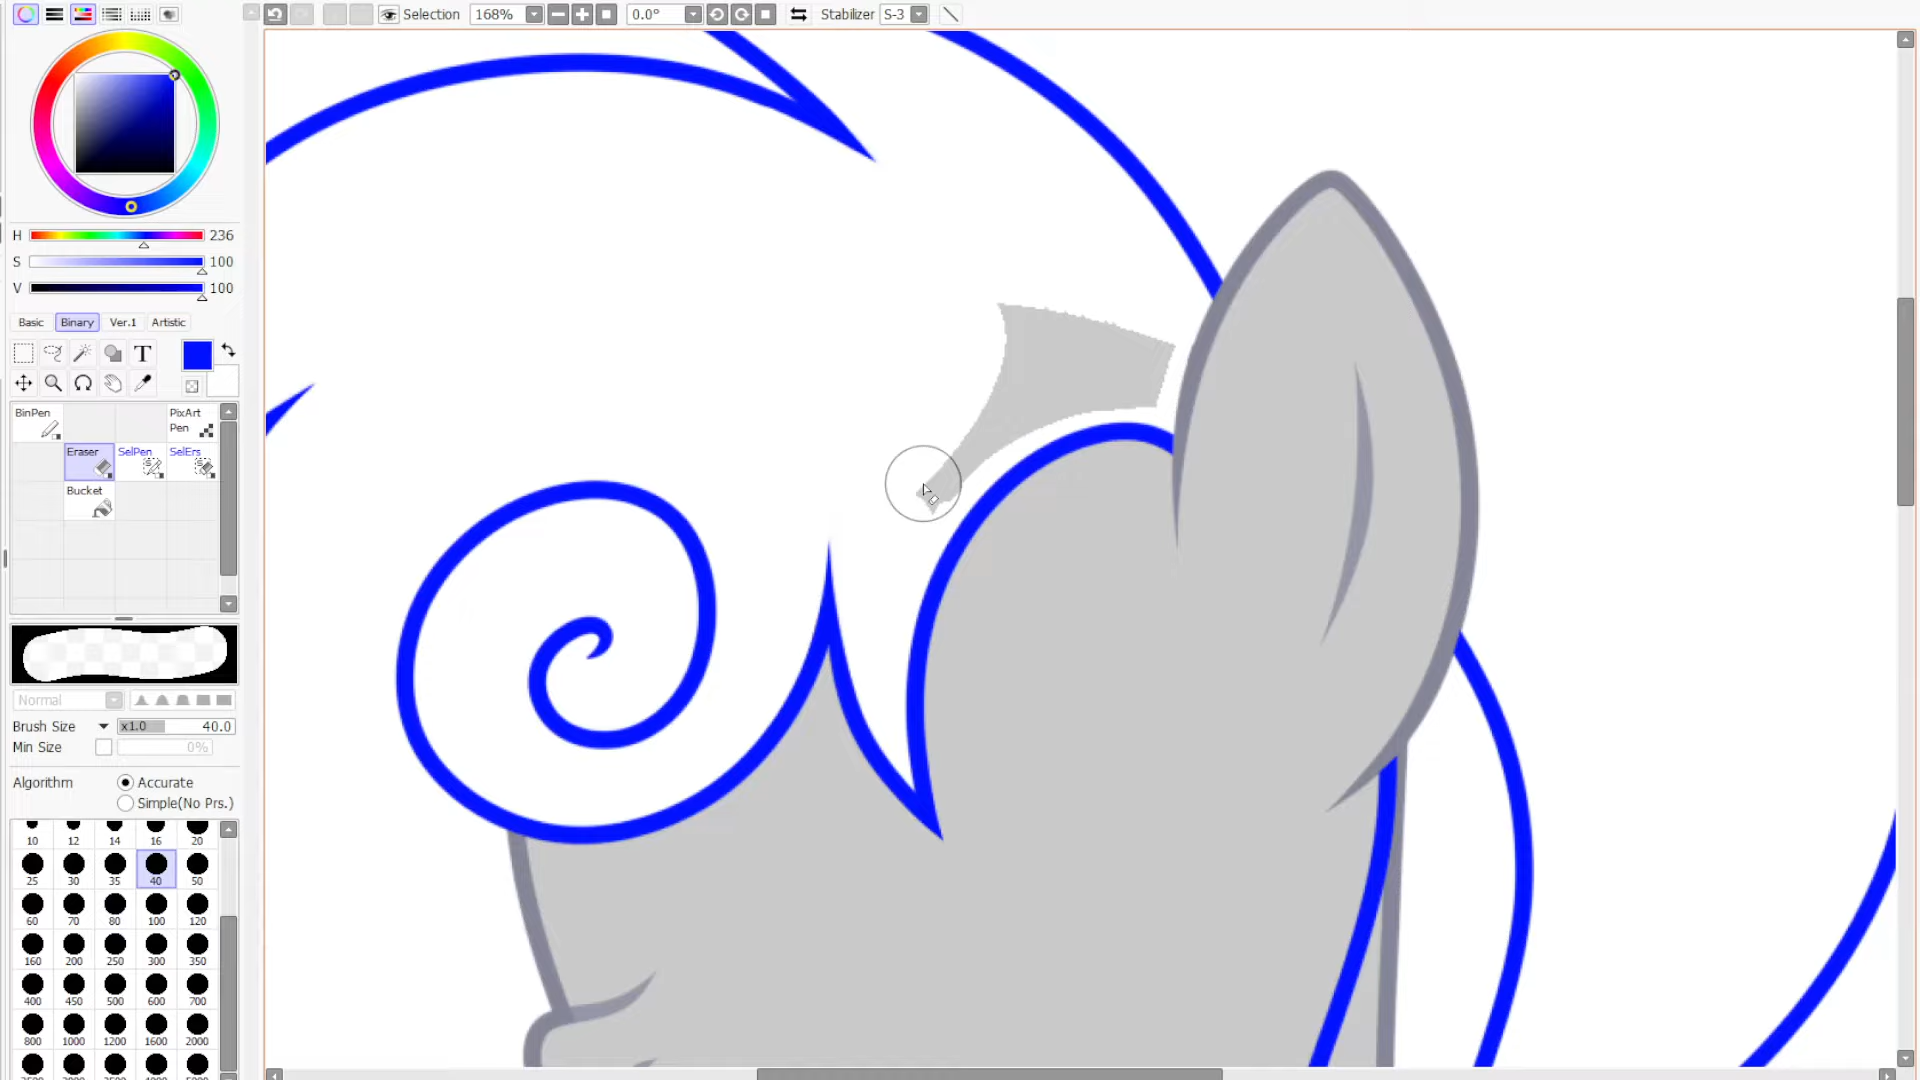 Selection 168% 0.0° Stabilizer S-3
H 236
S 100
V 100
Basic Binary Ver.1 Artistic
T
BinPen PixArt
Pen
Eraser SelPen SelErs
Bucket
Normal
Brush Size x1.0 40.0
Min Size 0%
Algorithm Accurate
Simple(No Prs.)
10 12 14 16 20
25 30 35 40 50
60 70 80 100 120
160 200 250 300 350
400 450 500 600 700
800 1000 1200 1600 2000